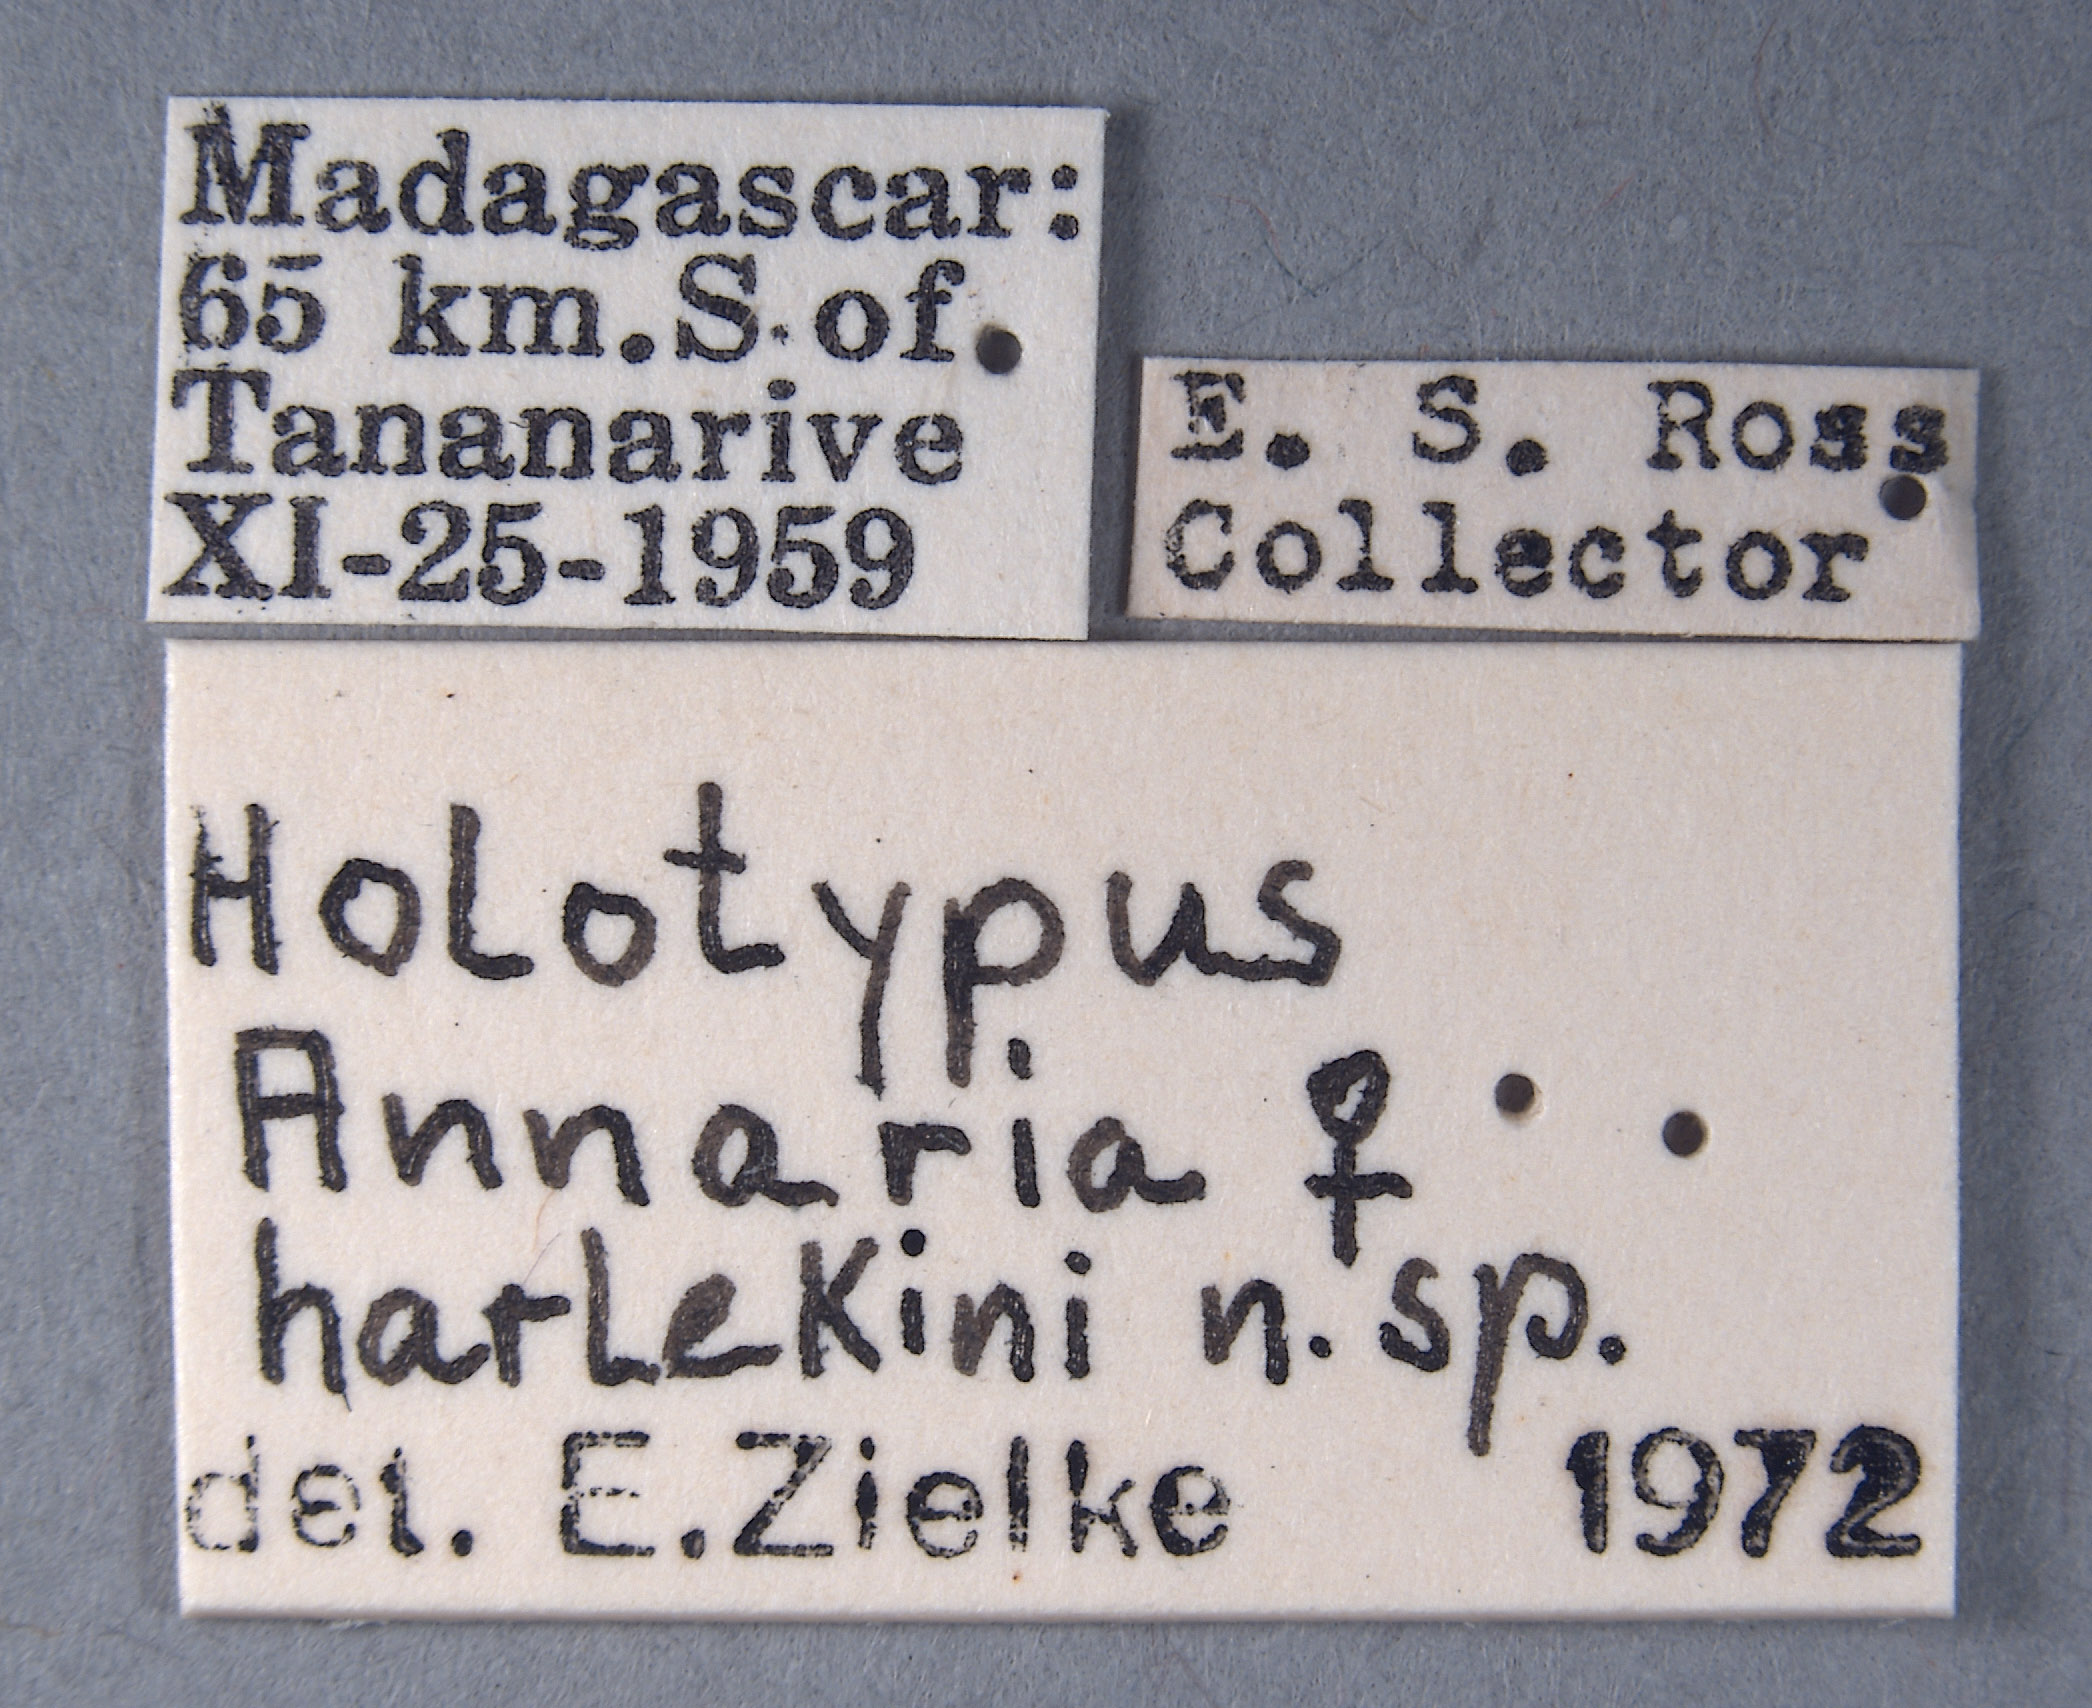 Madagascar:
65 km.S.of
Tananarive
XI-25-1959
E. S. Ross
Collector
Holotypus
Annaria ♀
harlekini n.sp.
det. E.Zielke 1972